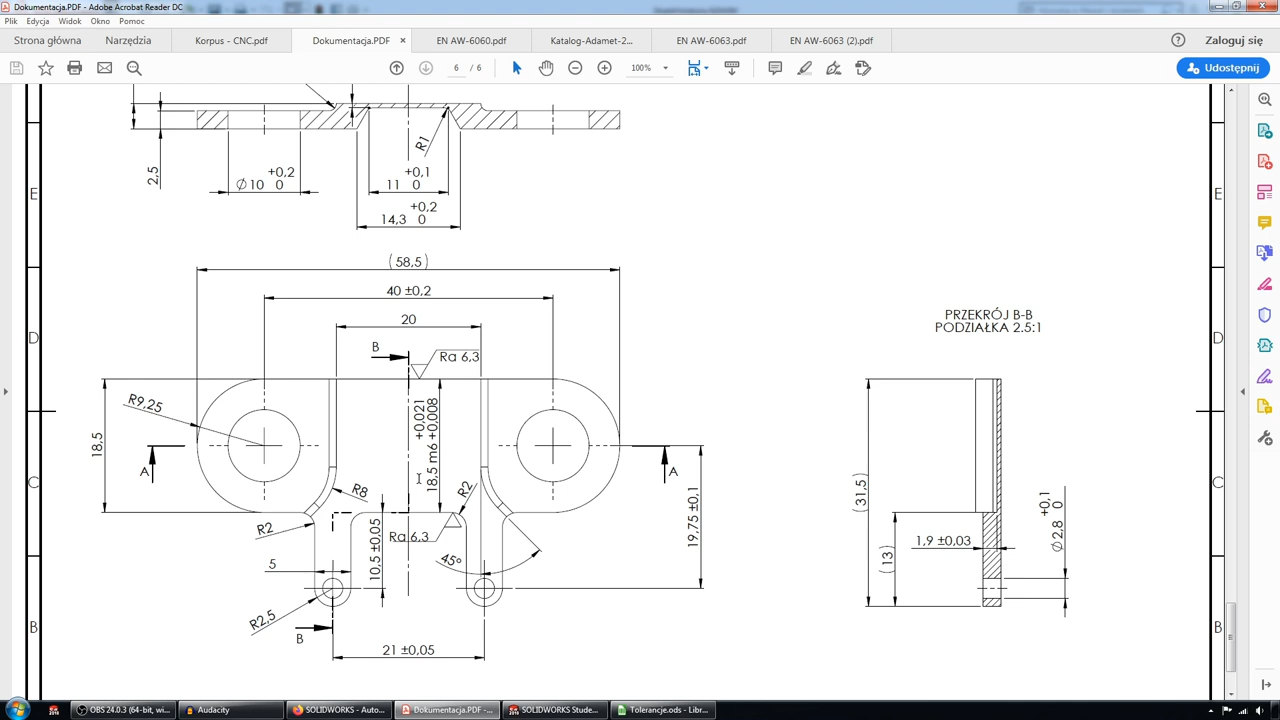 Dokumentacja.PDF - Adobe Acrobat Reader DC
Plik Edycja Widok Okno Pomoc
Strona główna Narzędzia Korpus - CNC.pdf Dokumentacja.PDF × EN AW-6060.pdf Katalog-Adamet-2... EN AW-6063.pdf EN AW-6063 (2).pdf ? Zaloguj się
6 / 6 100% Udostępnij
2,5
R1
+0,2
Ø10 0
+0,1
11 0
+0,2
14,3 0
E
E
(58,5)
40 ±0,2
20
B
Ra 6,3
PRZEKRÓJ B-B
PODZIAŁKA 2.5:1
D
D
R9,25
18,5
+0,021
18,5 m6 +0,008
A
A
R8
R2
R2
Ra 6,3
10,5 ±0,05
45°
19,75 ±0,1
C
C
5
R2,5
B
21 ±0,05
(31,5)
(13)
1,9 ±0,03
+0,1
Ø2,8 0
B
B
2018 OBS 24.0.3 (64-bit, wi... Audacity SOLIDWORKS - Auto... Dokumentacja.PDF -... SOLIDWORKS Stude... Tolerancje.ods - Libr...